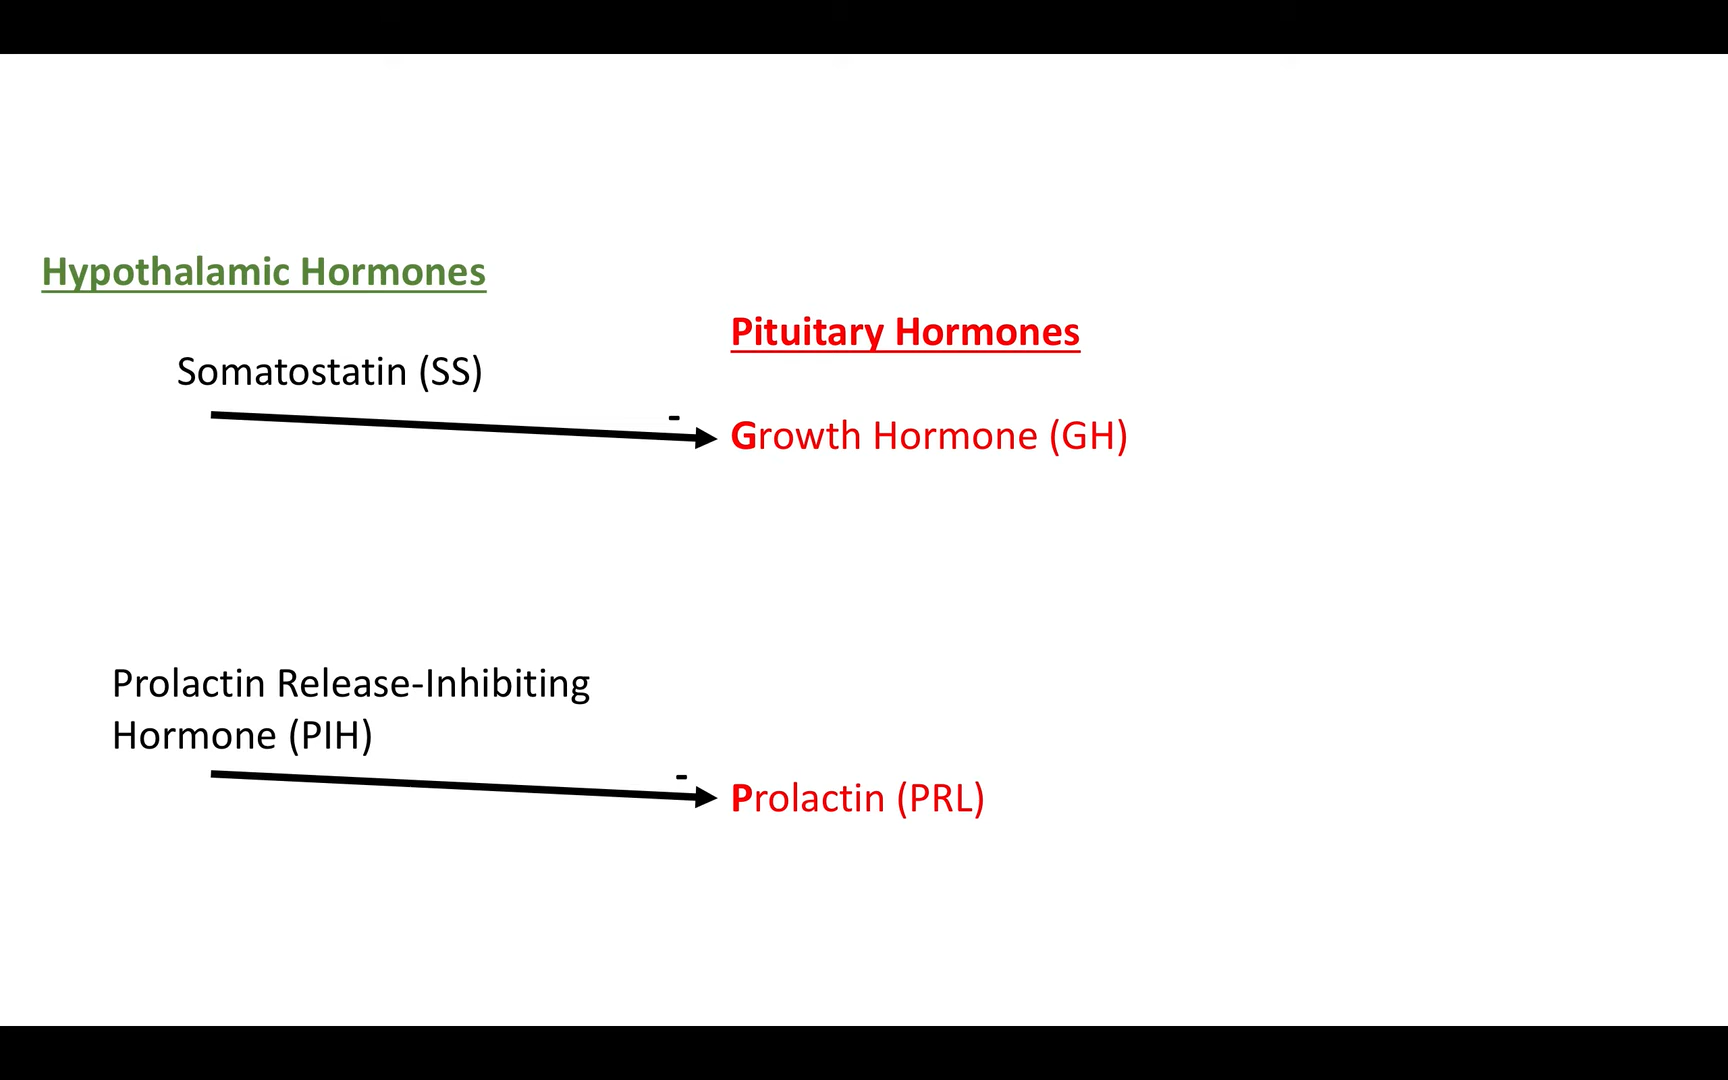 Hypothalamic Hormones
Pituitary Hormones
Somatostatin (SS)
-
Growth Hormone (GH)
Prolactin Release-Inhibiting
Hormone (PIH)
-
Prolactin (PRL)